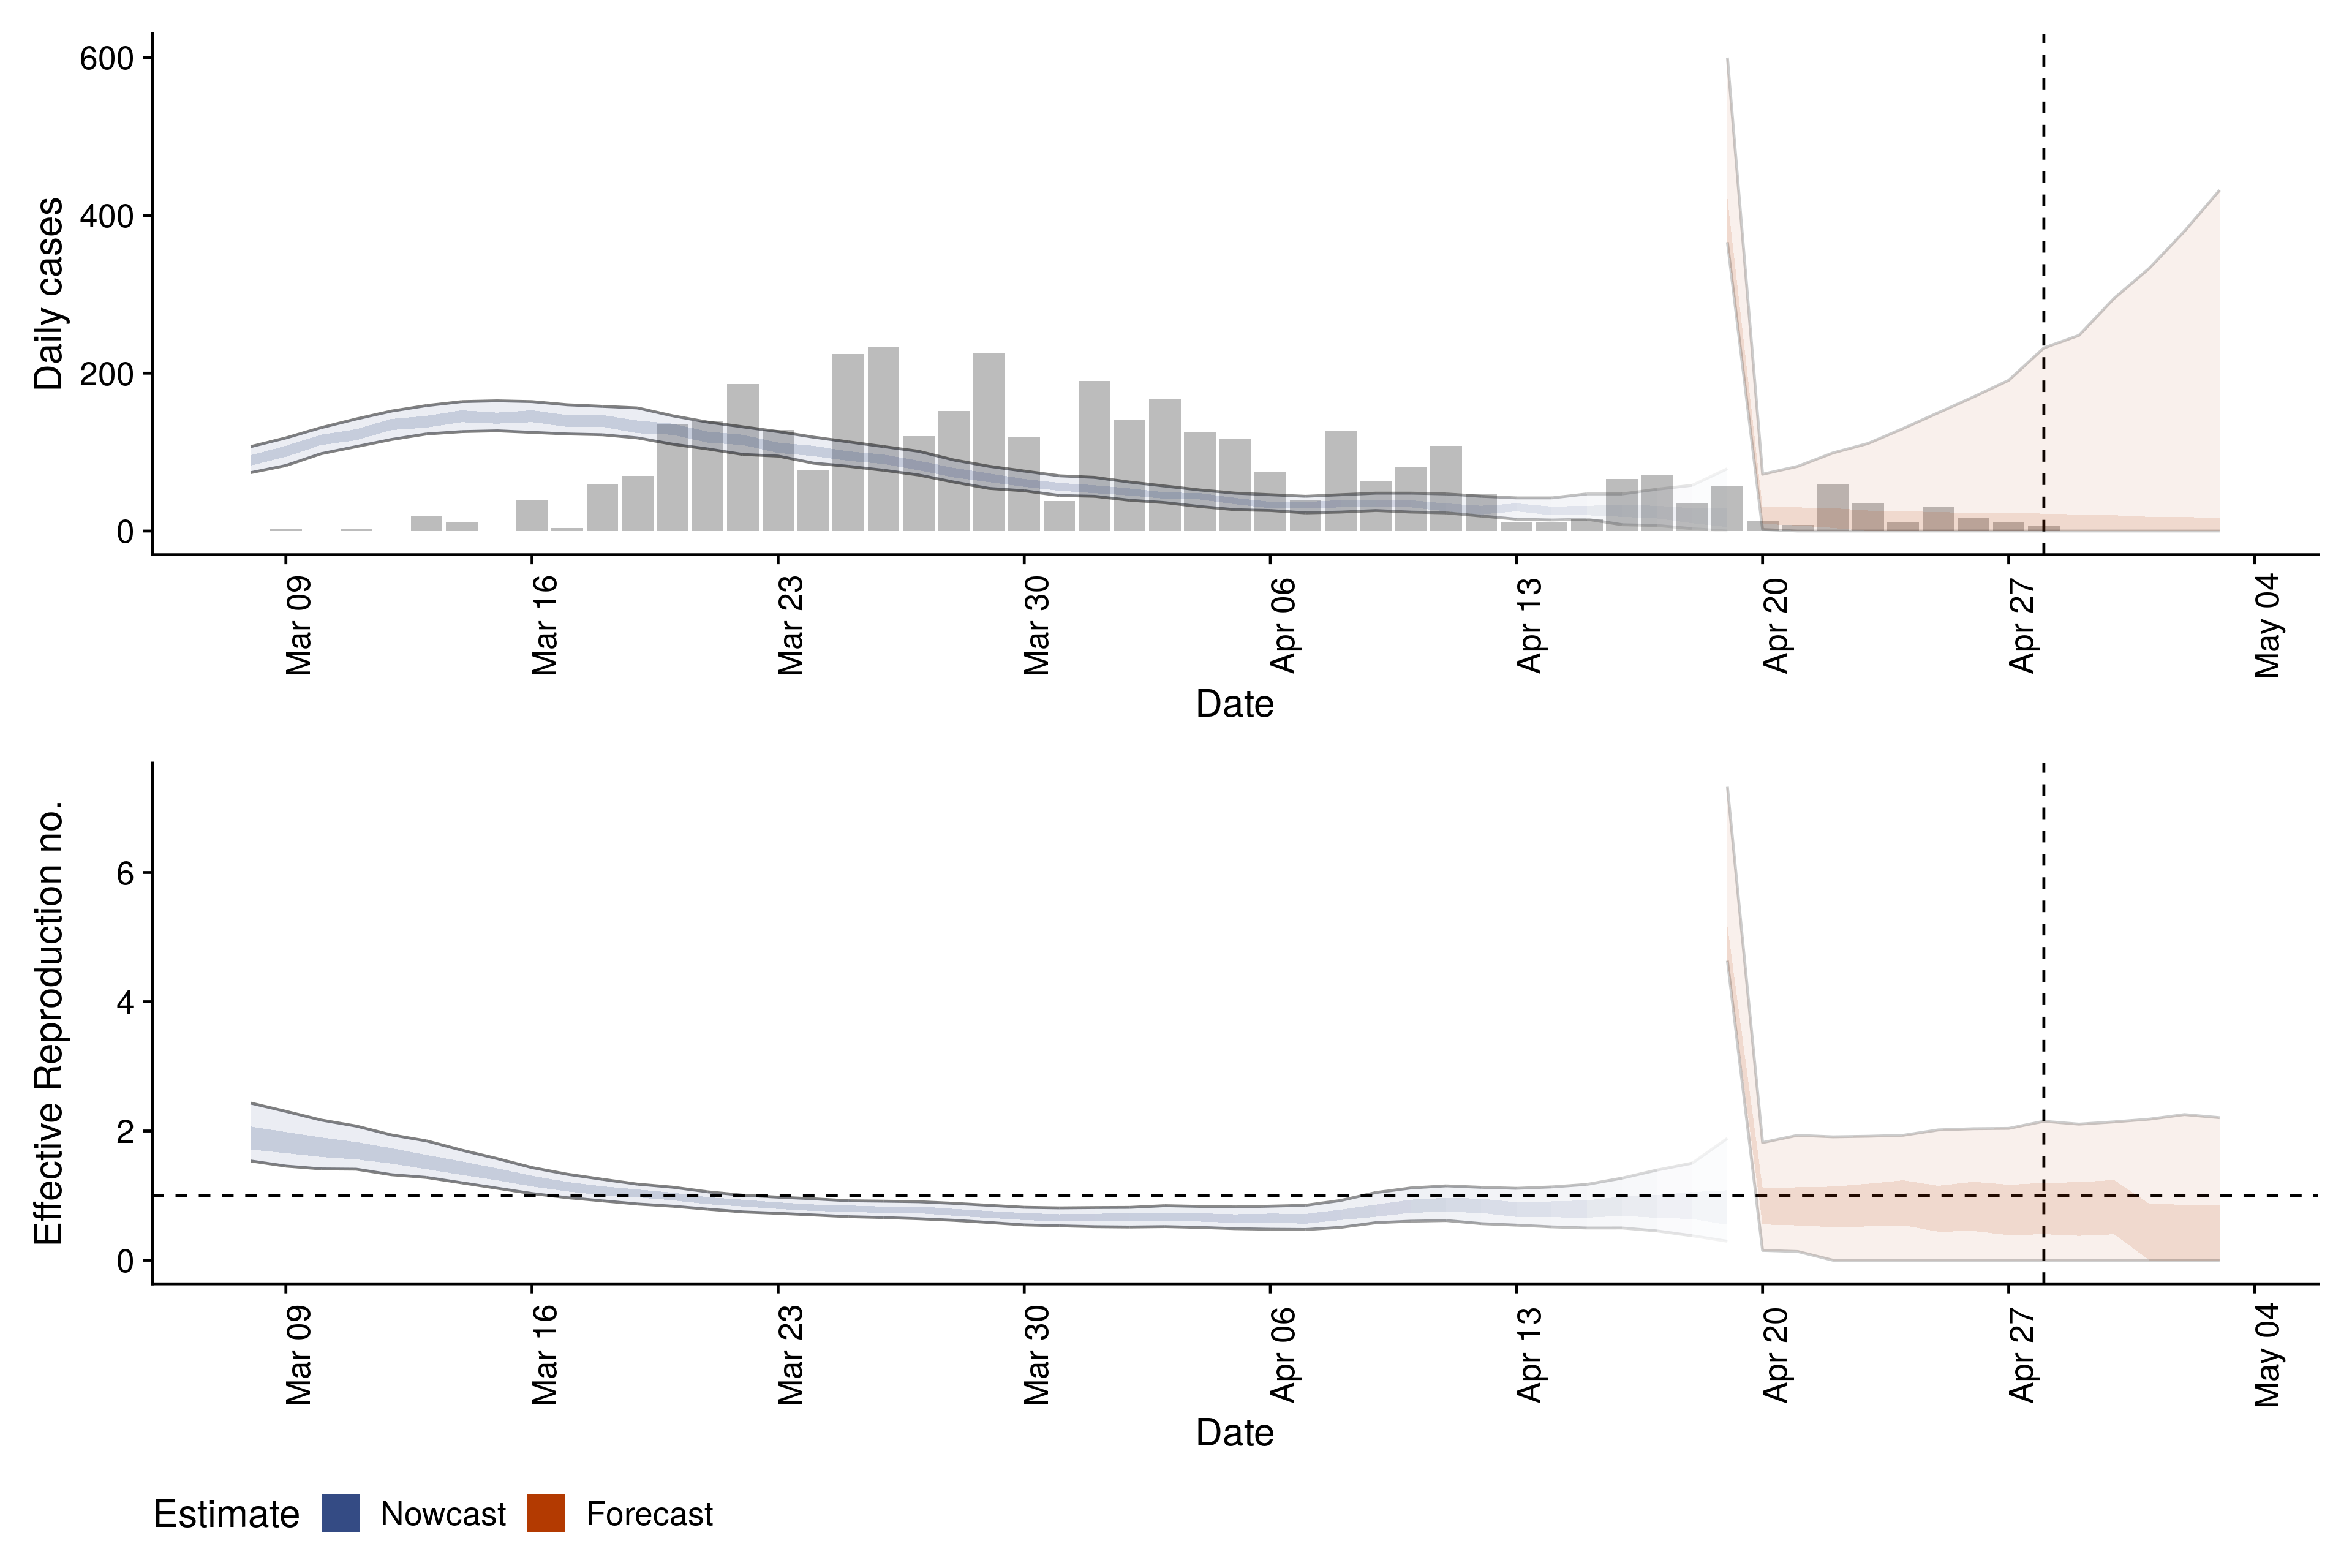 600
400
200
0
Daily cases
Mar 09
Mar 16
Mar 23
Mar 30
Apr 06
Apr 13
Apr 20
Apr 27
May 04
Date
6
4
2
0
Effective Reproduction no.
Mar 09
Mar 16
Mar 23
Mar 30
Apr 06
Apr 13
Apr 20
Apr 27
May 04
Date
Estimate Nowcast Forecast